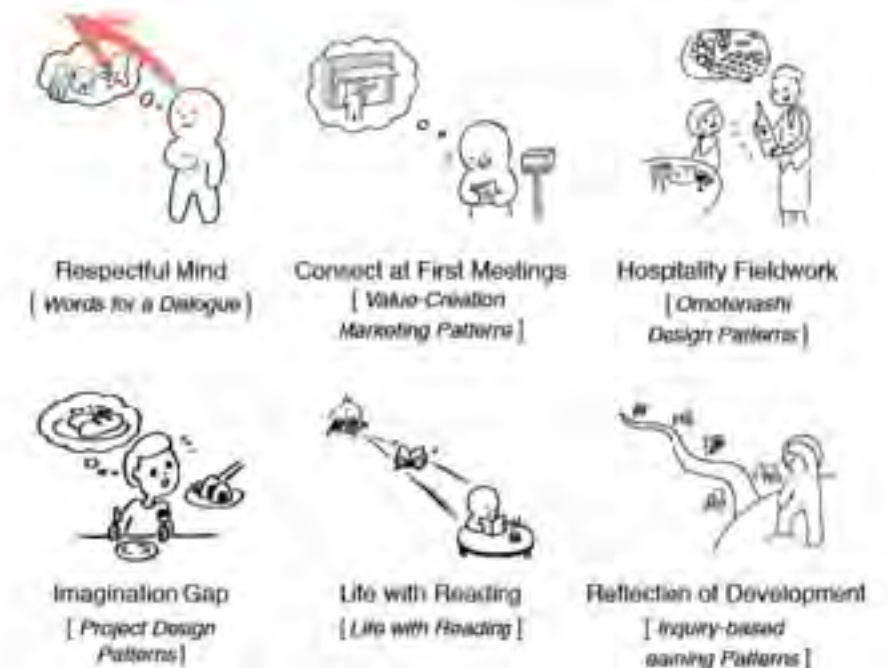 Respectful Mind
[ Words for a Dialogue ]
Connect at First Meetings
[ Value-Creation
Marketing Patterns ]
Hospitality Fieldwork
[ Omotenashi
Design Patterns ]
Imagination Gap
[ Project Design
Patterns ]
Life with Reading
[ Life with Reading ]
Reflection of Development
[ Inquiry-based
earning Patterns ]